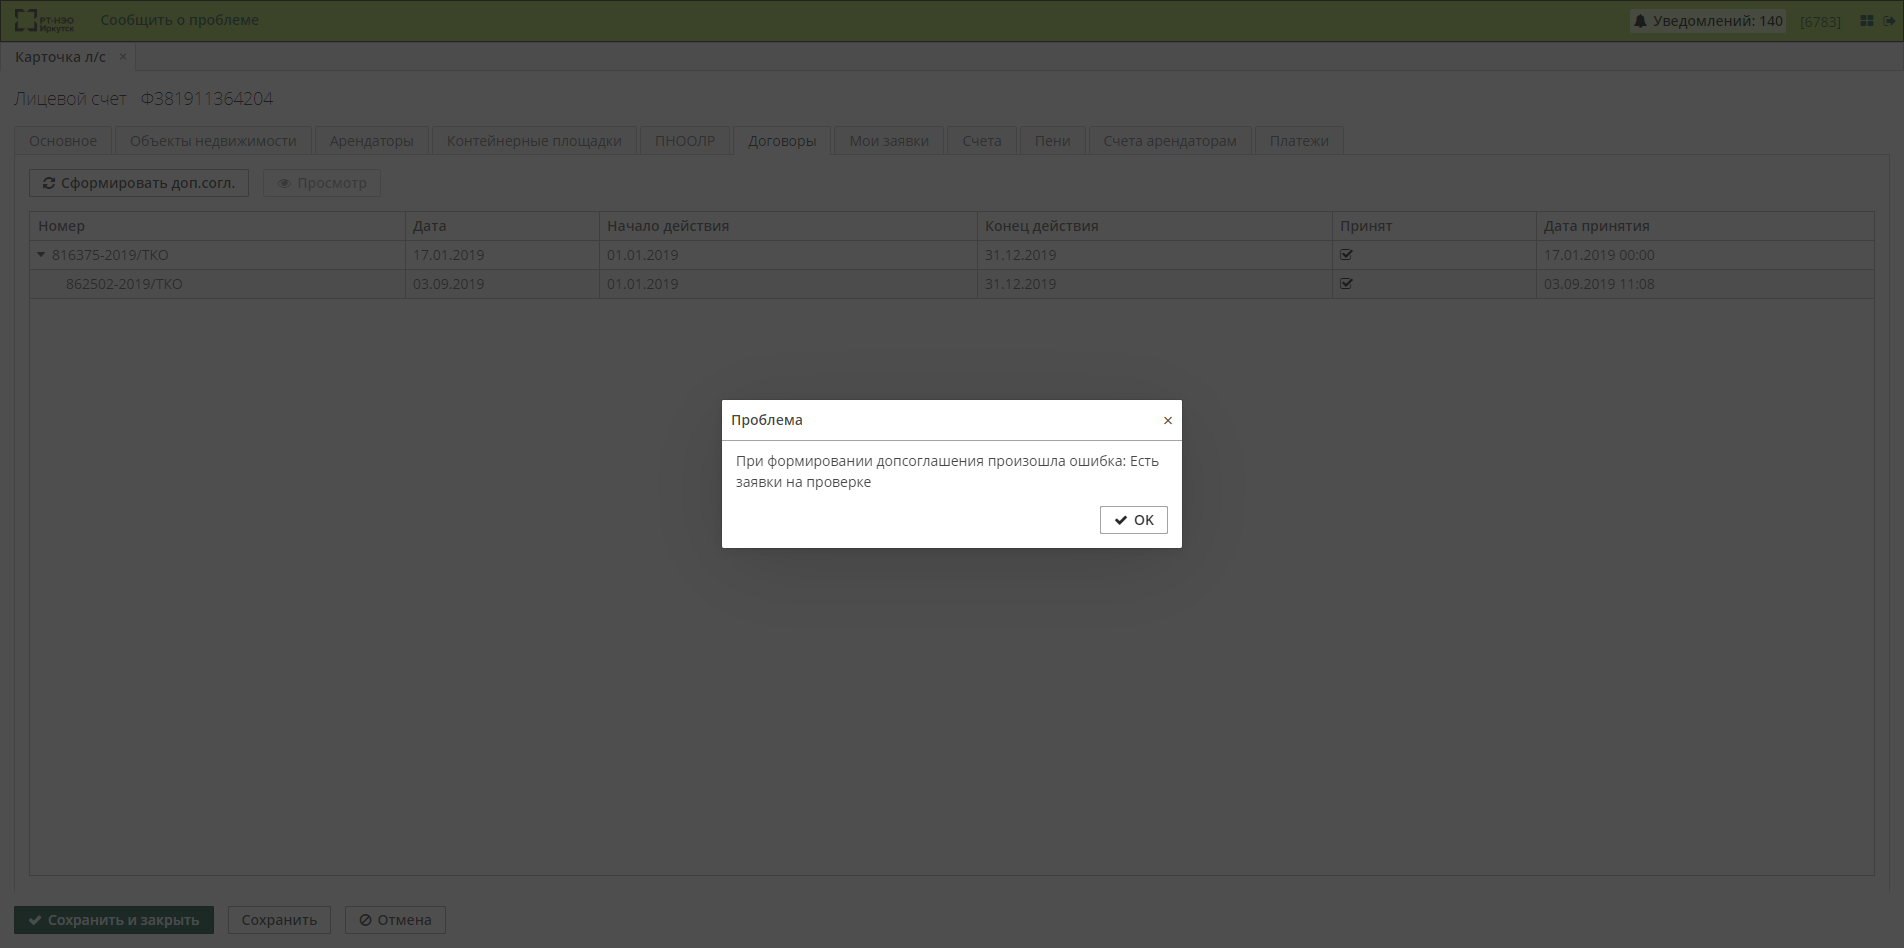 РТ-НЭО
Иркутск
Сообщить о проблеме
Уведомлений: 140
[6783]
Карточка л/с ×
Лицевой счет Ф381911364204
Основное Объекты недвижимости Арендаторы Контейнерные площадки ПНООЛР Договоры Мои заявки Счета Пени Счета арендаторам Платежи
Сформировать доп.согл. Просмотр
Номер Дата Начало действия Конец действия Принят Дата принятия
816375-2019/ТКО 17.01.2019 01.01.2019 31.12.2019 17.01.2019 00:00
862502-2019/ТКО 03.09.2019 01.01.2019 31.12.2019 03.09.2019 11:08
Проблема ×
При формировании допсоглашения произошла ошибка: Есть
заявки на проверке
OK
Сохранить и закрыть Сохранить Отмена